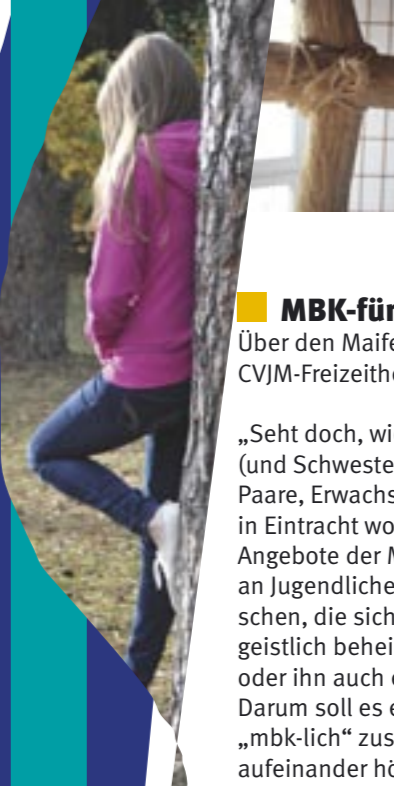 MBK-für
Über den Maife
CVJM-Freizeithe

„Seht doch, wie
(und Schweste
Paare, Erwachs
in Eintracht wo
Angebote der M
an Jugendliche
schen, die sich
geistlich behei
oder ihn auch e
Darum soll es e
„mbk-lich“ zus
aufeinander hö